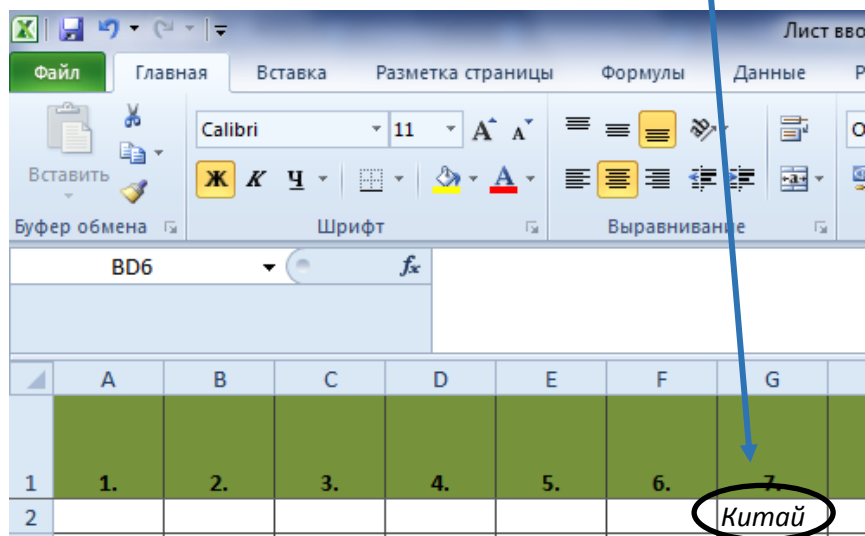 Лист вво
Файл Главная Вставка Разметка страницы Формулы Данные Р
Calibri 11 А А
Вставить Ж К Ч
Буфер обмена Шрифт Выравнивание
BD6 fx
A B C D E F G
1 1. 2. 3. 4. 5. 6. 7.
2 Китай